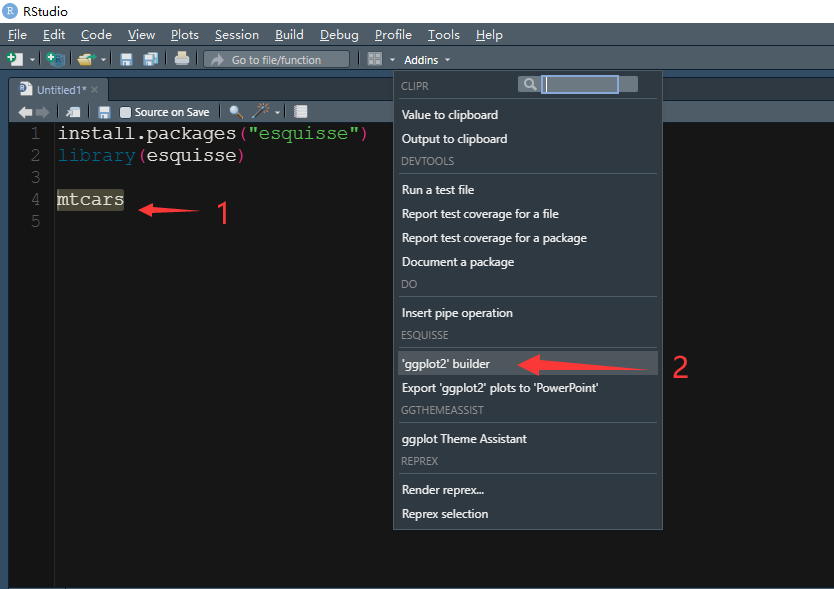 RStudio
File Edit Code View Plots Session Build Debug Profile Tools Help
Go to file/function Addins
Untitled1*
Source on Save
1 install.packages("esquisse")
2 library(esquisse)
3
4 mtcars
5
1
CLIPR
Value to clipboard
Output to clipboard
DEVTOOLS
Run a test file
Report test coverage for a file
Report test coverage for a package
Document a package
DO
Insert pipe operation
ESQUISSE
'ggplot2' builder
2
Export 'ggplot2' plots to 'PowerPoint'
GGTHEMEASSIST
ggplot Theme Assistant
REPREX
Render reprex...
Reprex selection